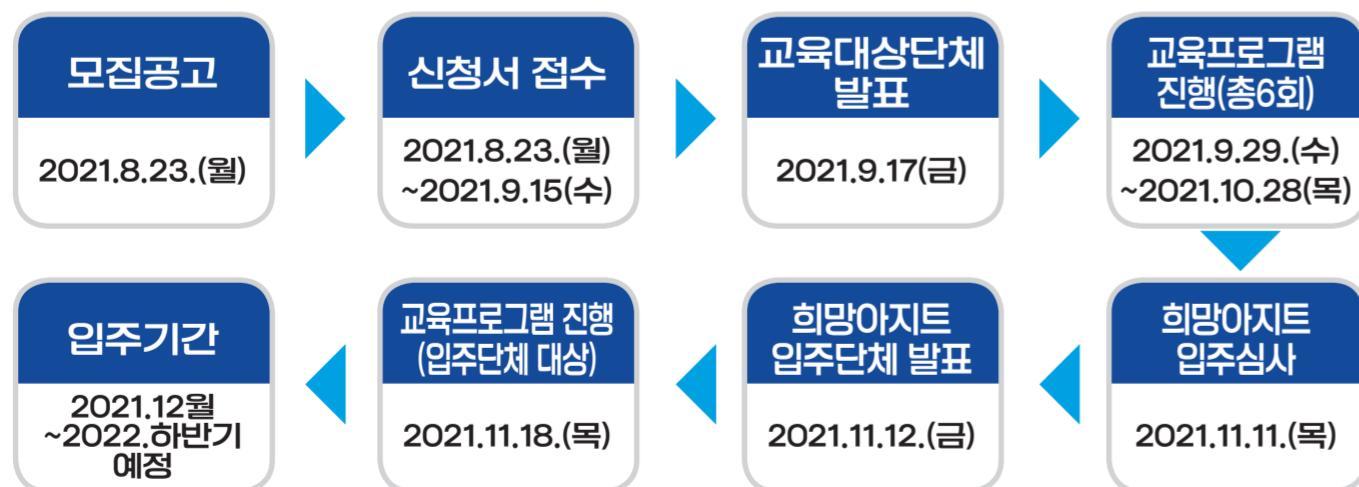 모집공고
2021.8.23.(월)
신청서 접수
2021.8.23.(월)
~2021.9.15(수)
교육대상단체
발표
2021.9.17(금)
교육프로그램
진행(총6회)
2021.9.29.(수)
~2021.10.28(목)
희망아지트
입주심사
2021.11.11.(목)
희망아지트
입주단체 발표
2021.11.12.(금)
교육프로그램 진행
(입주단체 대상)
2021.11.18.(목)
입주기간
2021.12월
~2022.하반기
예정